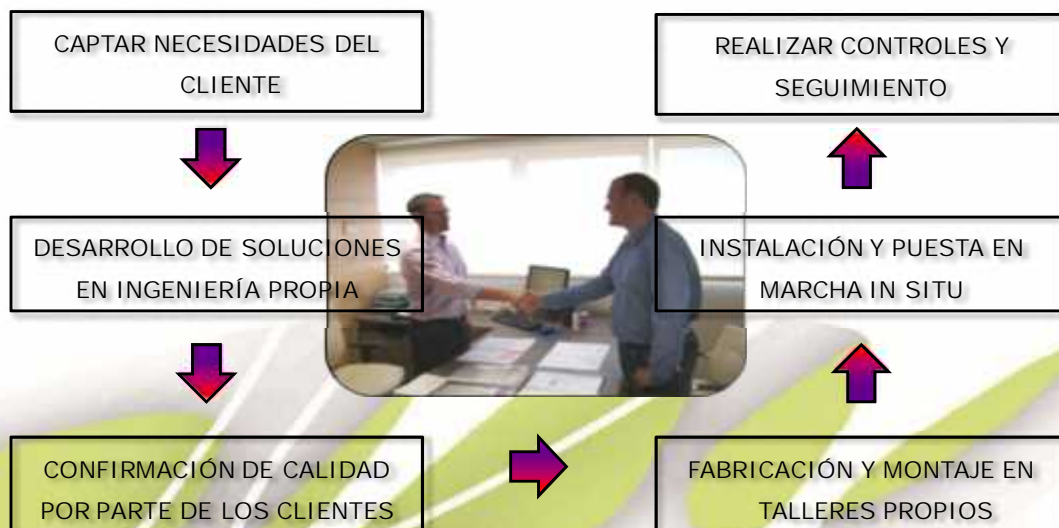 CAPTAR NECESIDADES DEL
CLIENTE
DESARROLLO DE SOLUCIONES
EN INGENIERÍA PROPIA
CONFIRMACIÓN DE CALIDAD
POR PARTE DE LOS CLIENTES
FABRICACIÓN Y MONTAJE EN
TALLERES PROPIOS
INSTALACIÓN Y PUESTA EN
MARCHA IN SITU
REALIZAR CONTROLES Y
SEGUIMIENTO